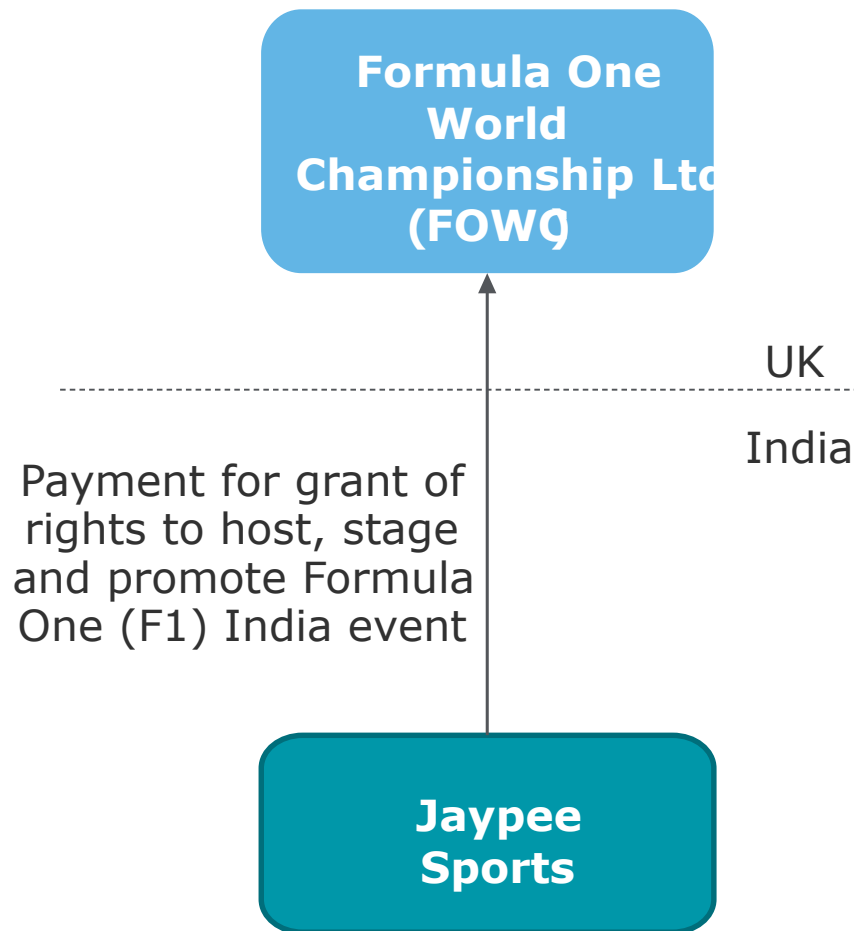 Formula One
World
Championship Ltd
(FOWC)
UK
India
Payment for grant of
rights to host, stage
and promote Formula
One (F1) India event
Jaypee
Sports